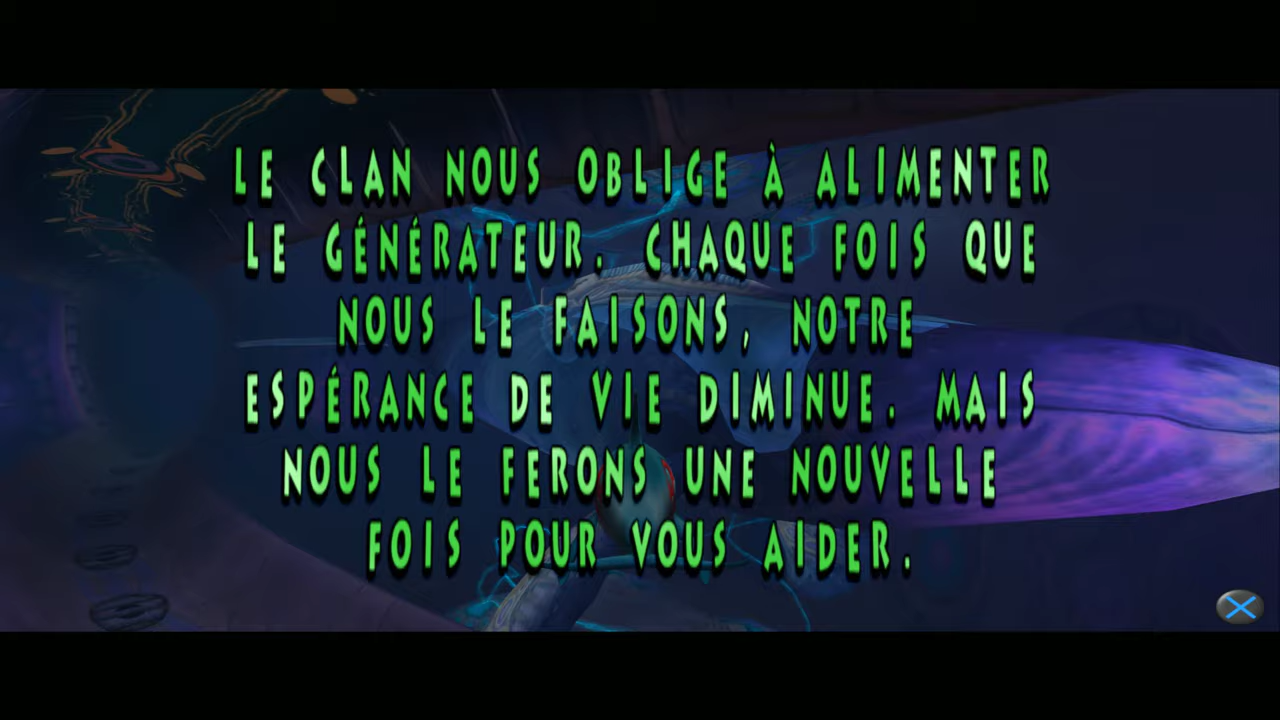 LE CLAN NOUS OBLIGE À ALIMENTER
LE GÉNÉRATEUR. CHAQUE FOIS QUE
NOUS LE FAISONS, NOTRE
ESPÉRANCE DE VIE DIMINUE. MAIS
NOUS LE FERONS UNE NOUVELLE
FOIS POUR VOUS AIDER.